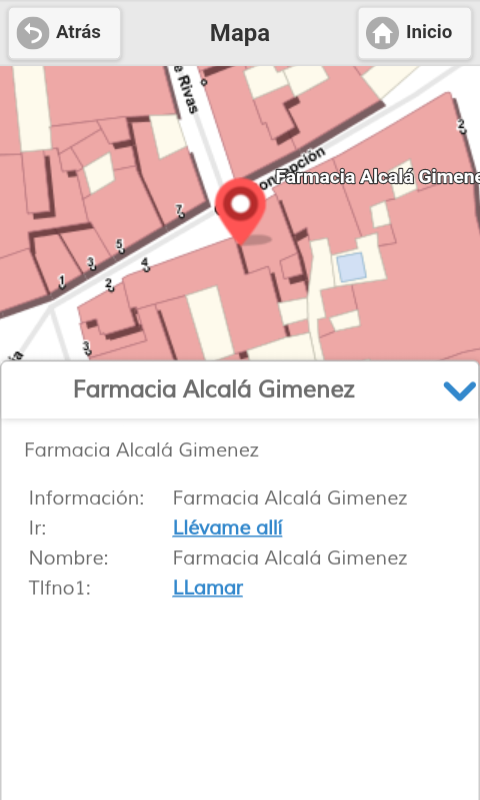 Atrás
Mapa
Inicio
e Rivas
oncepción
Farmacia Alcalá Gimene
2
7
5
3
1
4
2
3
Farmacia Alcalá Gimenez
Farmacia Alcalá Gimenez
Información: Farmacia Alcalá Gimenez
Ir: Llévame allí
Nombre: Farmacia Alcalá Gimenez
Tlfno1: LLamar